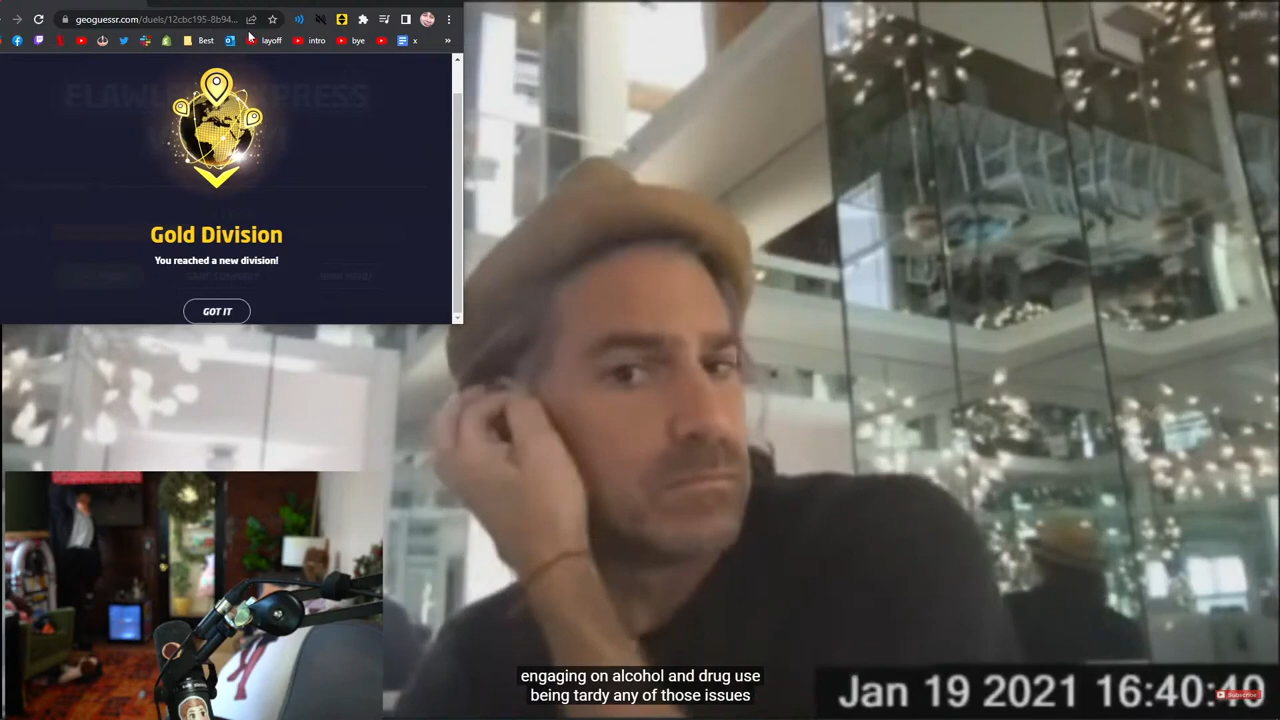 geoguessr.com/duels/12cbc195-8b94...
Best
layoff
intro
bye
x
»
Gold Division
You reached a new division!
GOT IT
engaging on alcohol and drug use
being tardy any of those issues
Jan 19 2021 16:40:40
Subscribe